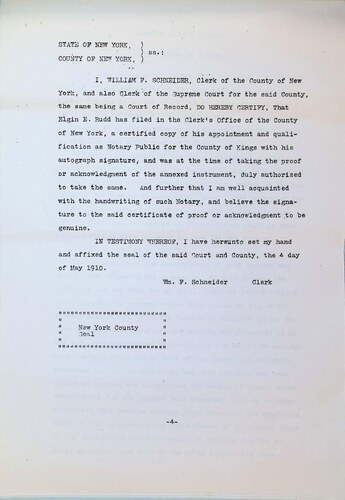 STATE OF NEW YORK, )
) ss.:
COUNTY OF NEW YORK, )
I, WILLIAM F. SCHNEIDER, Clerk of the County of New
York, and also Clerk of the Supreme Court for the said County,
the same being a Court of Record, DO HEREBY CERTIFY, That
Elgin E. Rudd has filed in the Clerk's Office of the County
of New York, a certified copy of his appointment and quali-
fication as Notary Public for the County of Kings with his
autograph signature, and was at the time of taking the proof
or acknowledgment of the annexed instrument, duly authorized
to take the same. And further that I am well acquainted
with the handwriting of such Notary, and believe the signa-
ture to the said certificate of proof or acknowledgment to be
genuine.
IN TESTIMONY WHEREOF, I have hereunto set my hand
and affixed the seal of the said Court and County, the 4 day
of May 1910.
Wm. F. Schneider Clerk
New York County
Seal
-4-